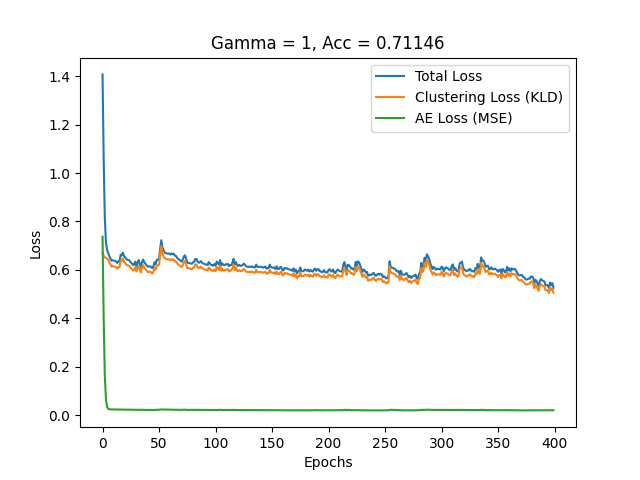 Gamma = 1, Acc = 0.71146
Total Loss
Clustering Loss (KLD)
AE Loss (MSE)
1.4
1.2
1.0
0.8
0.6
0.4
0.2
0.0
Loss
0 50 100 150 200 250 300 350 400
Epochs